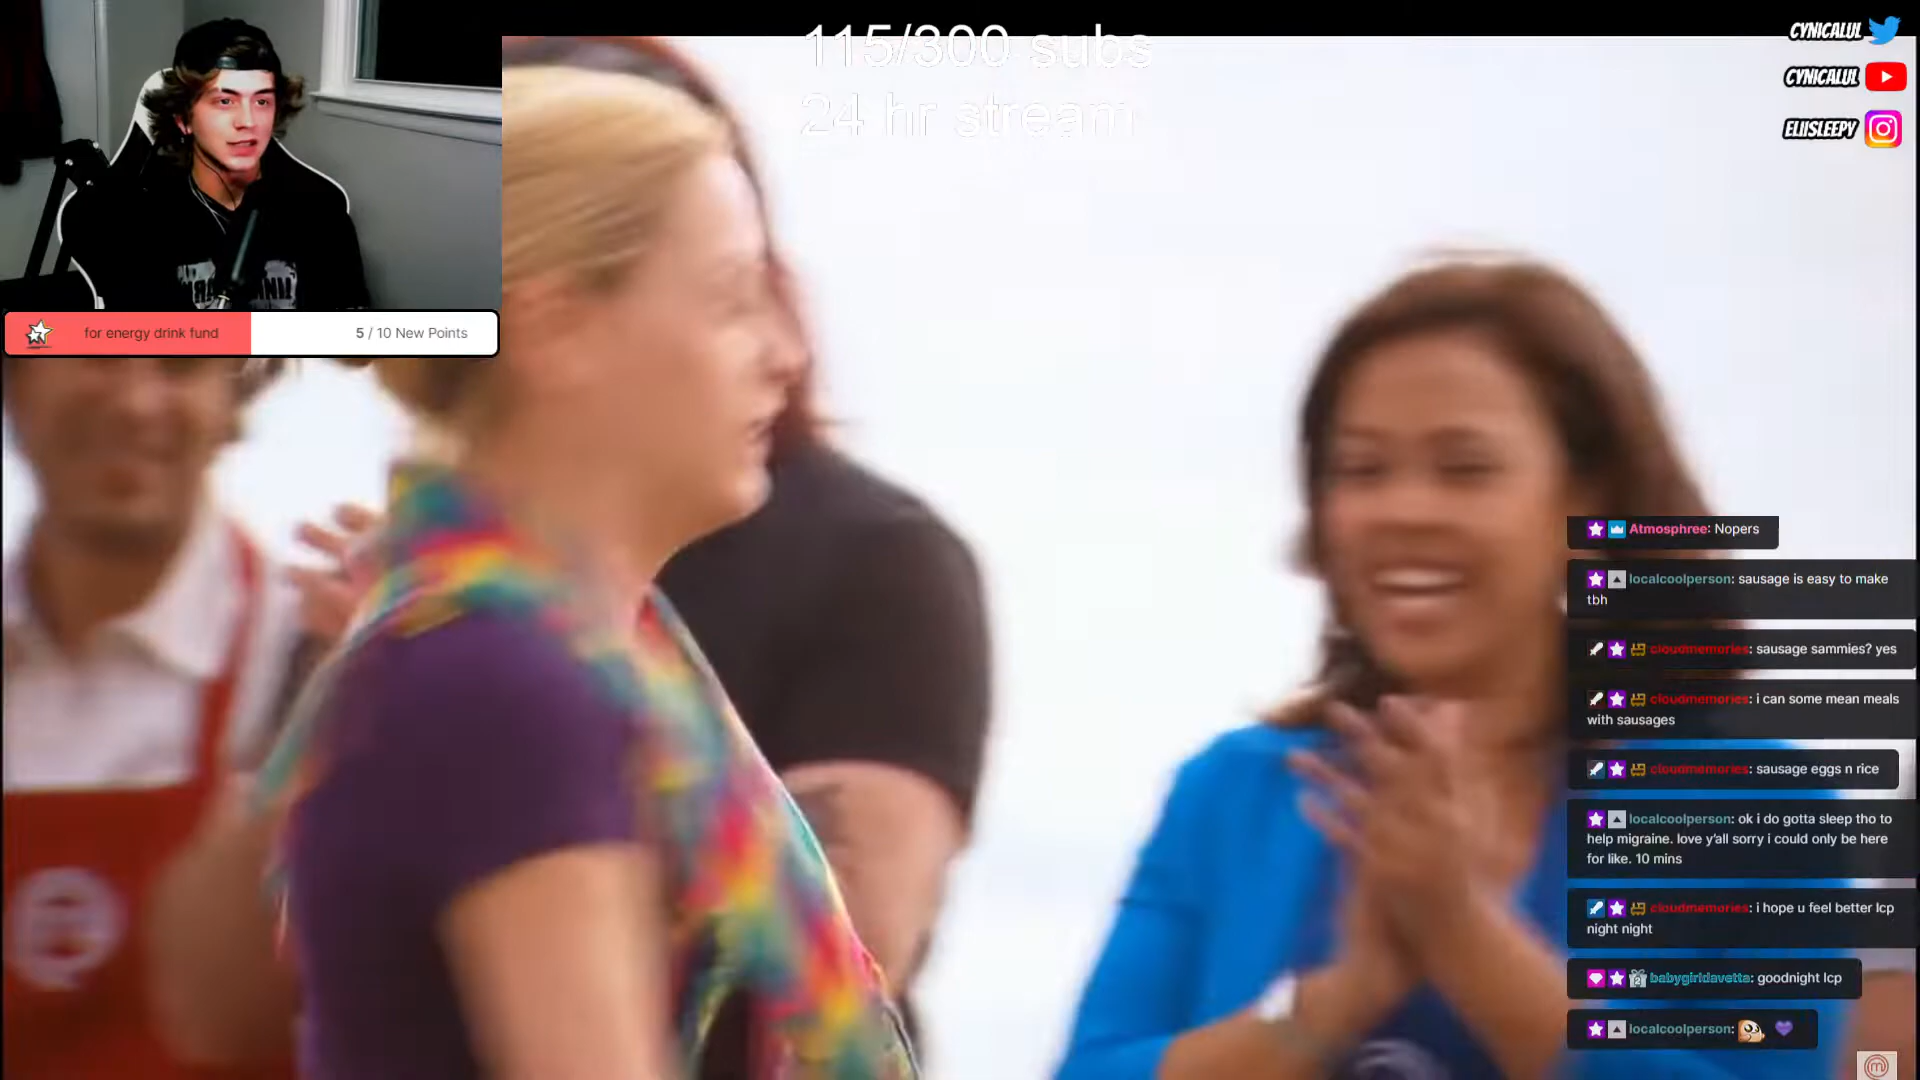 115/300 subs
24 hr stream
CYNICALUL
CYNICALUL
ELIISLEEPY
for energy drink fund
5 / 10 New Points
Atmosphree: Nopers
localcoolperson: sausage is easy to make
tbh
cloudmemories: sausage sammies? yes
cloudmemories: i can some mean meals
with sausages
cloudmemories: sausage eggs n rice
localcoolperson: ok i do gotta sleep tho to
help migraine. love y'all sorry i could only be here
for like. 10 mins
cloudmemories: i hope u feel better lcp
night night
babygirldavetta: goodnight lcp
localcoolperson: